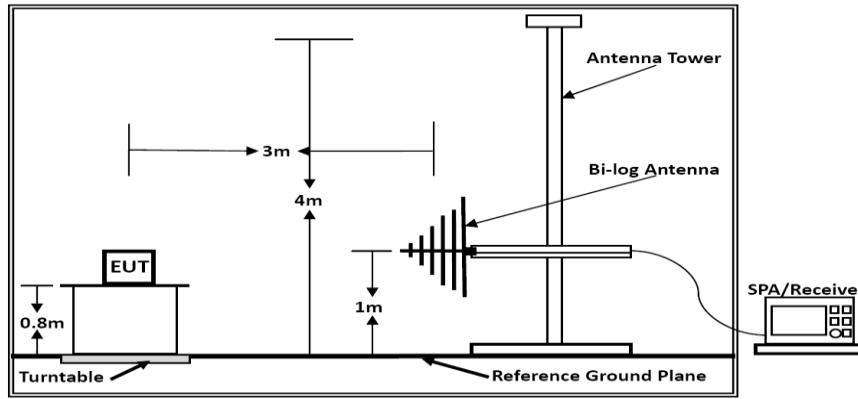 Antenna Tower
3m
Bi-log Antenna
4m
EUT
SPA/Receive
0.8m
1m
Turntable
Reference Ground Plane